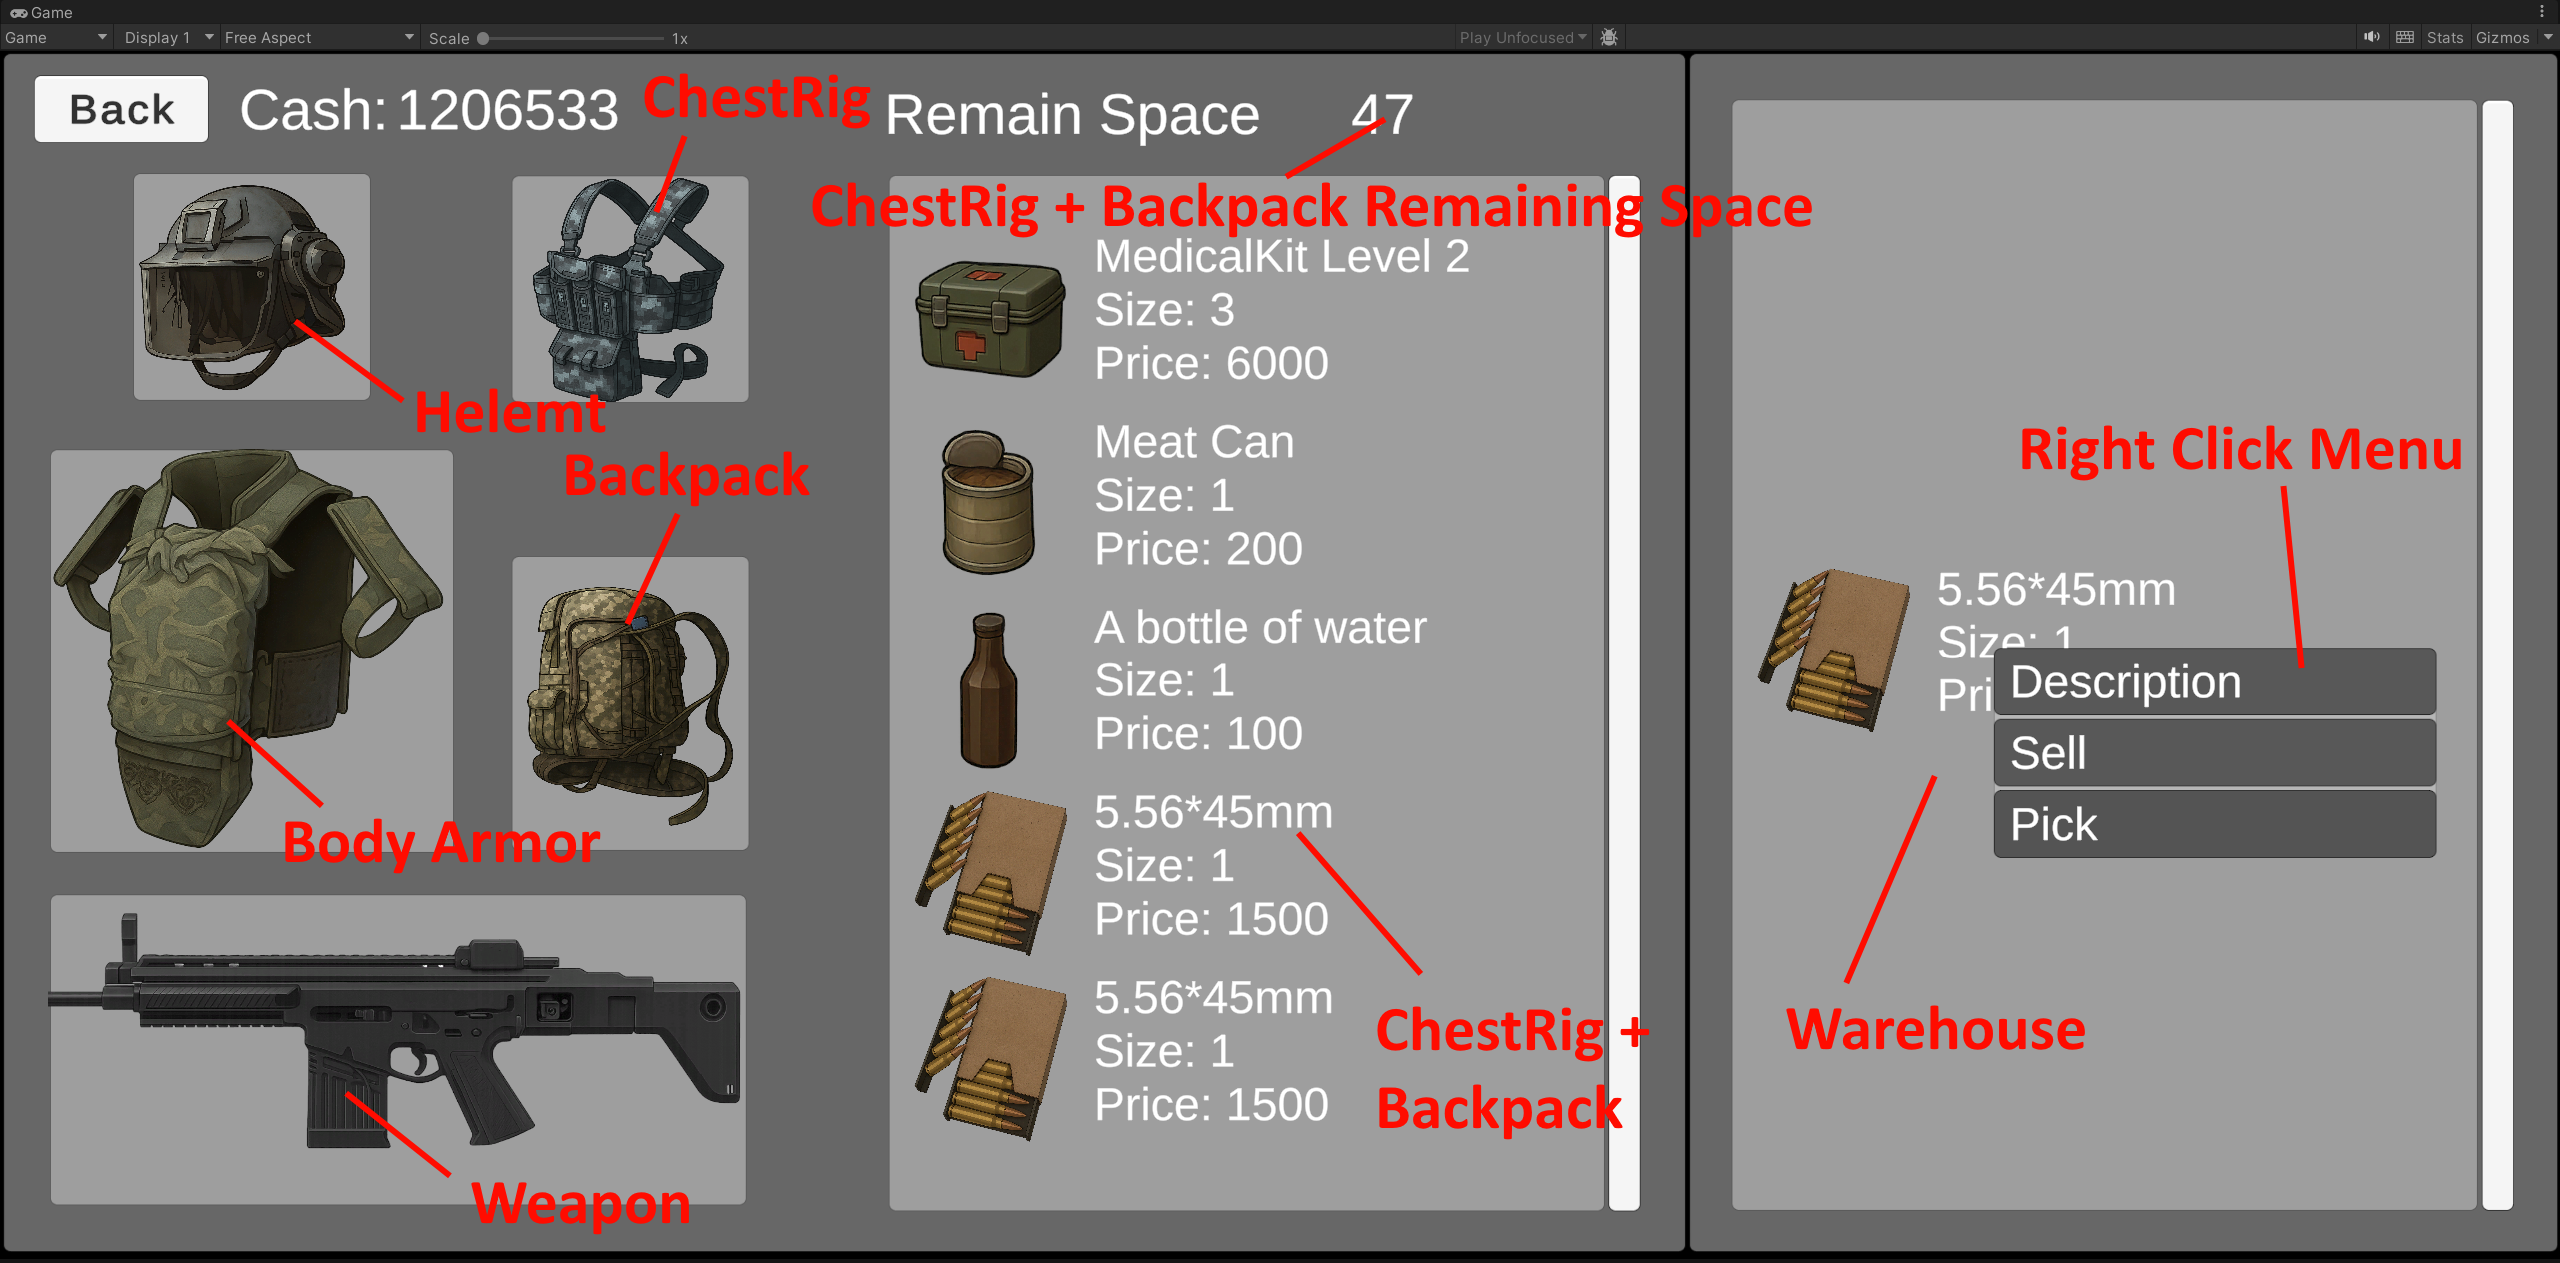 Game
Game
Display 1
Free Aspect
Scale
1x
Play Unfocused
Stats
Gizmos
Back
Cash: 1206533
ChestRig
Remain Space 47
ChestRig + Backpack Remaining Space
MedicalKit Level 2
Size: 3
Price: 6000
Helemt
Backpack
Meat Can
Size: 1
Price: 200
A bottle of water
Size: 1
Price: 100
Body Armor
5.56*45mm
Size: 1
Price: 1500
5.56*45mm
Size: 1
Price: 1500
ChestRig +
Backpack
Weapon
Right Click Menu
5.56*45mm
Size: 1
Pri
Description
Sell
Pick
Warehouse